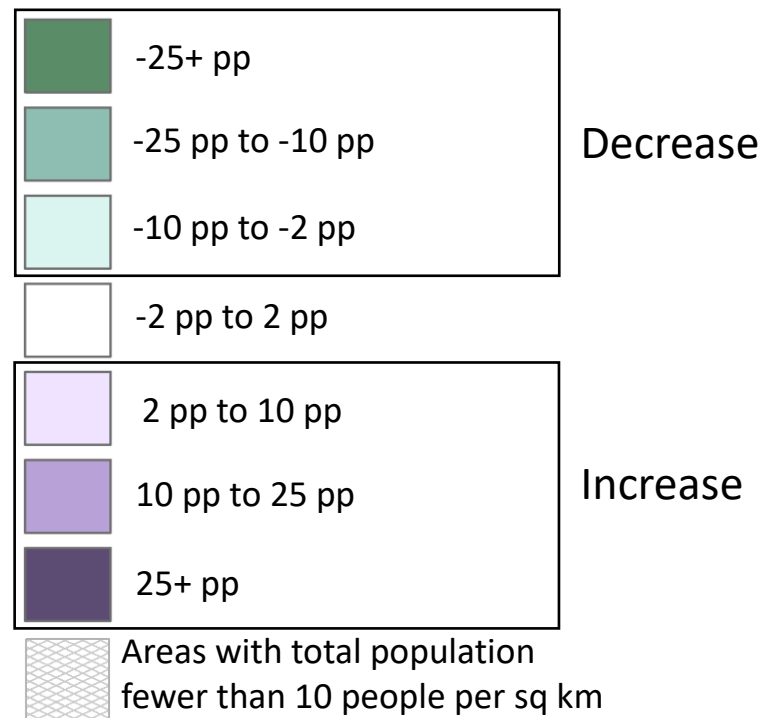 -25+ pp
-25 pp to -10 pp
Decrease
-10 pp to -2 pp
-2 pp to 2 pp
2 pp to 10 pp
10 pp to 25 pp
Increase
25+ pp
Areas with total population
fewer than 10 people per sq km